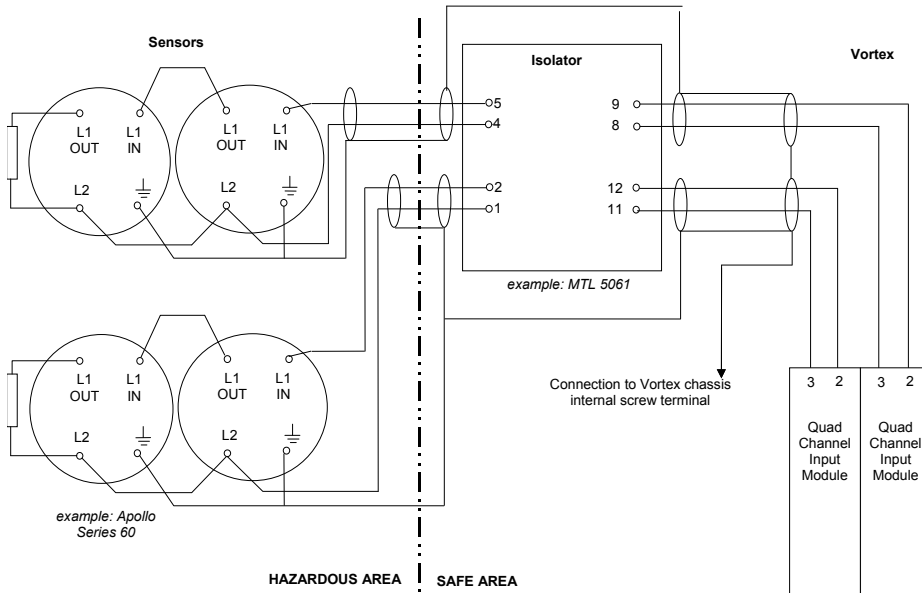 Sensors
Isolator
Vortex
L1
OUT
L1
IN
L2
L1
OUT
L1
IN
L2
5
4
2
1
9
8
12
11
example: MTL 5061
L1
OUT
L1
IN
L2
L1
OUT
L1
IN
L2
example: Apollo
Series 60
Connection to Vortex chassis
internal screw terminal
3 2
Quad
Channel
Input
Module
3 2
Quad
Channel
Input
Module
HAZARDOUS AREA
SAFE AREA